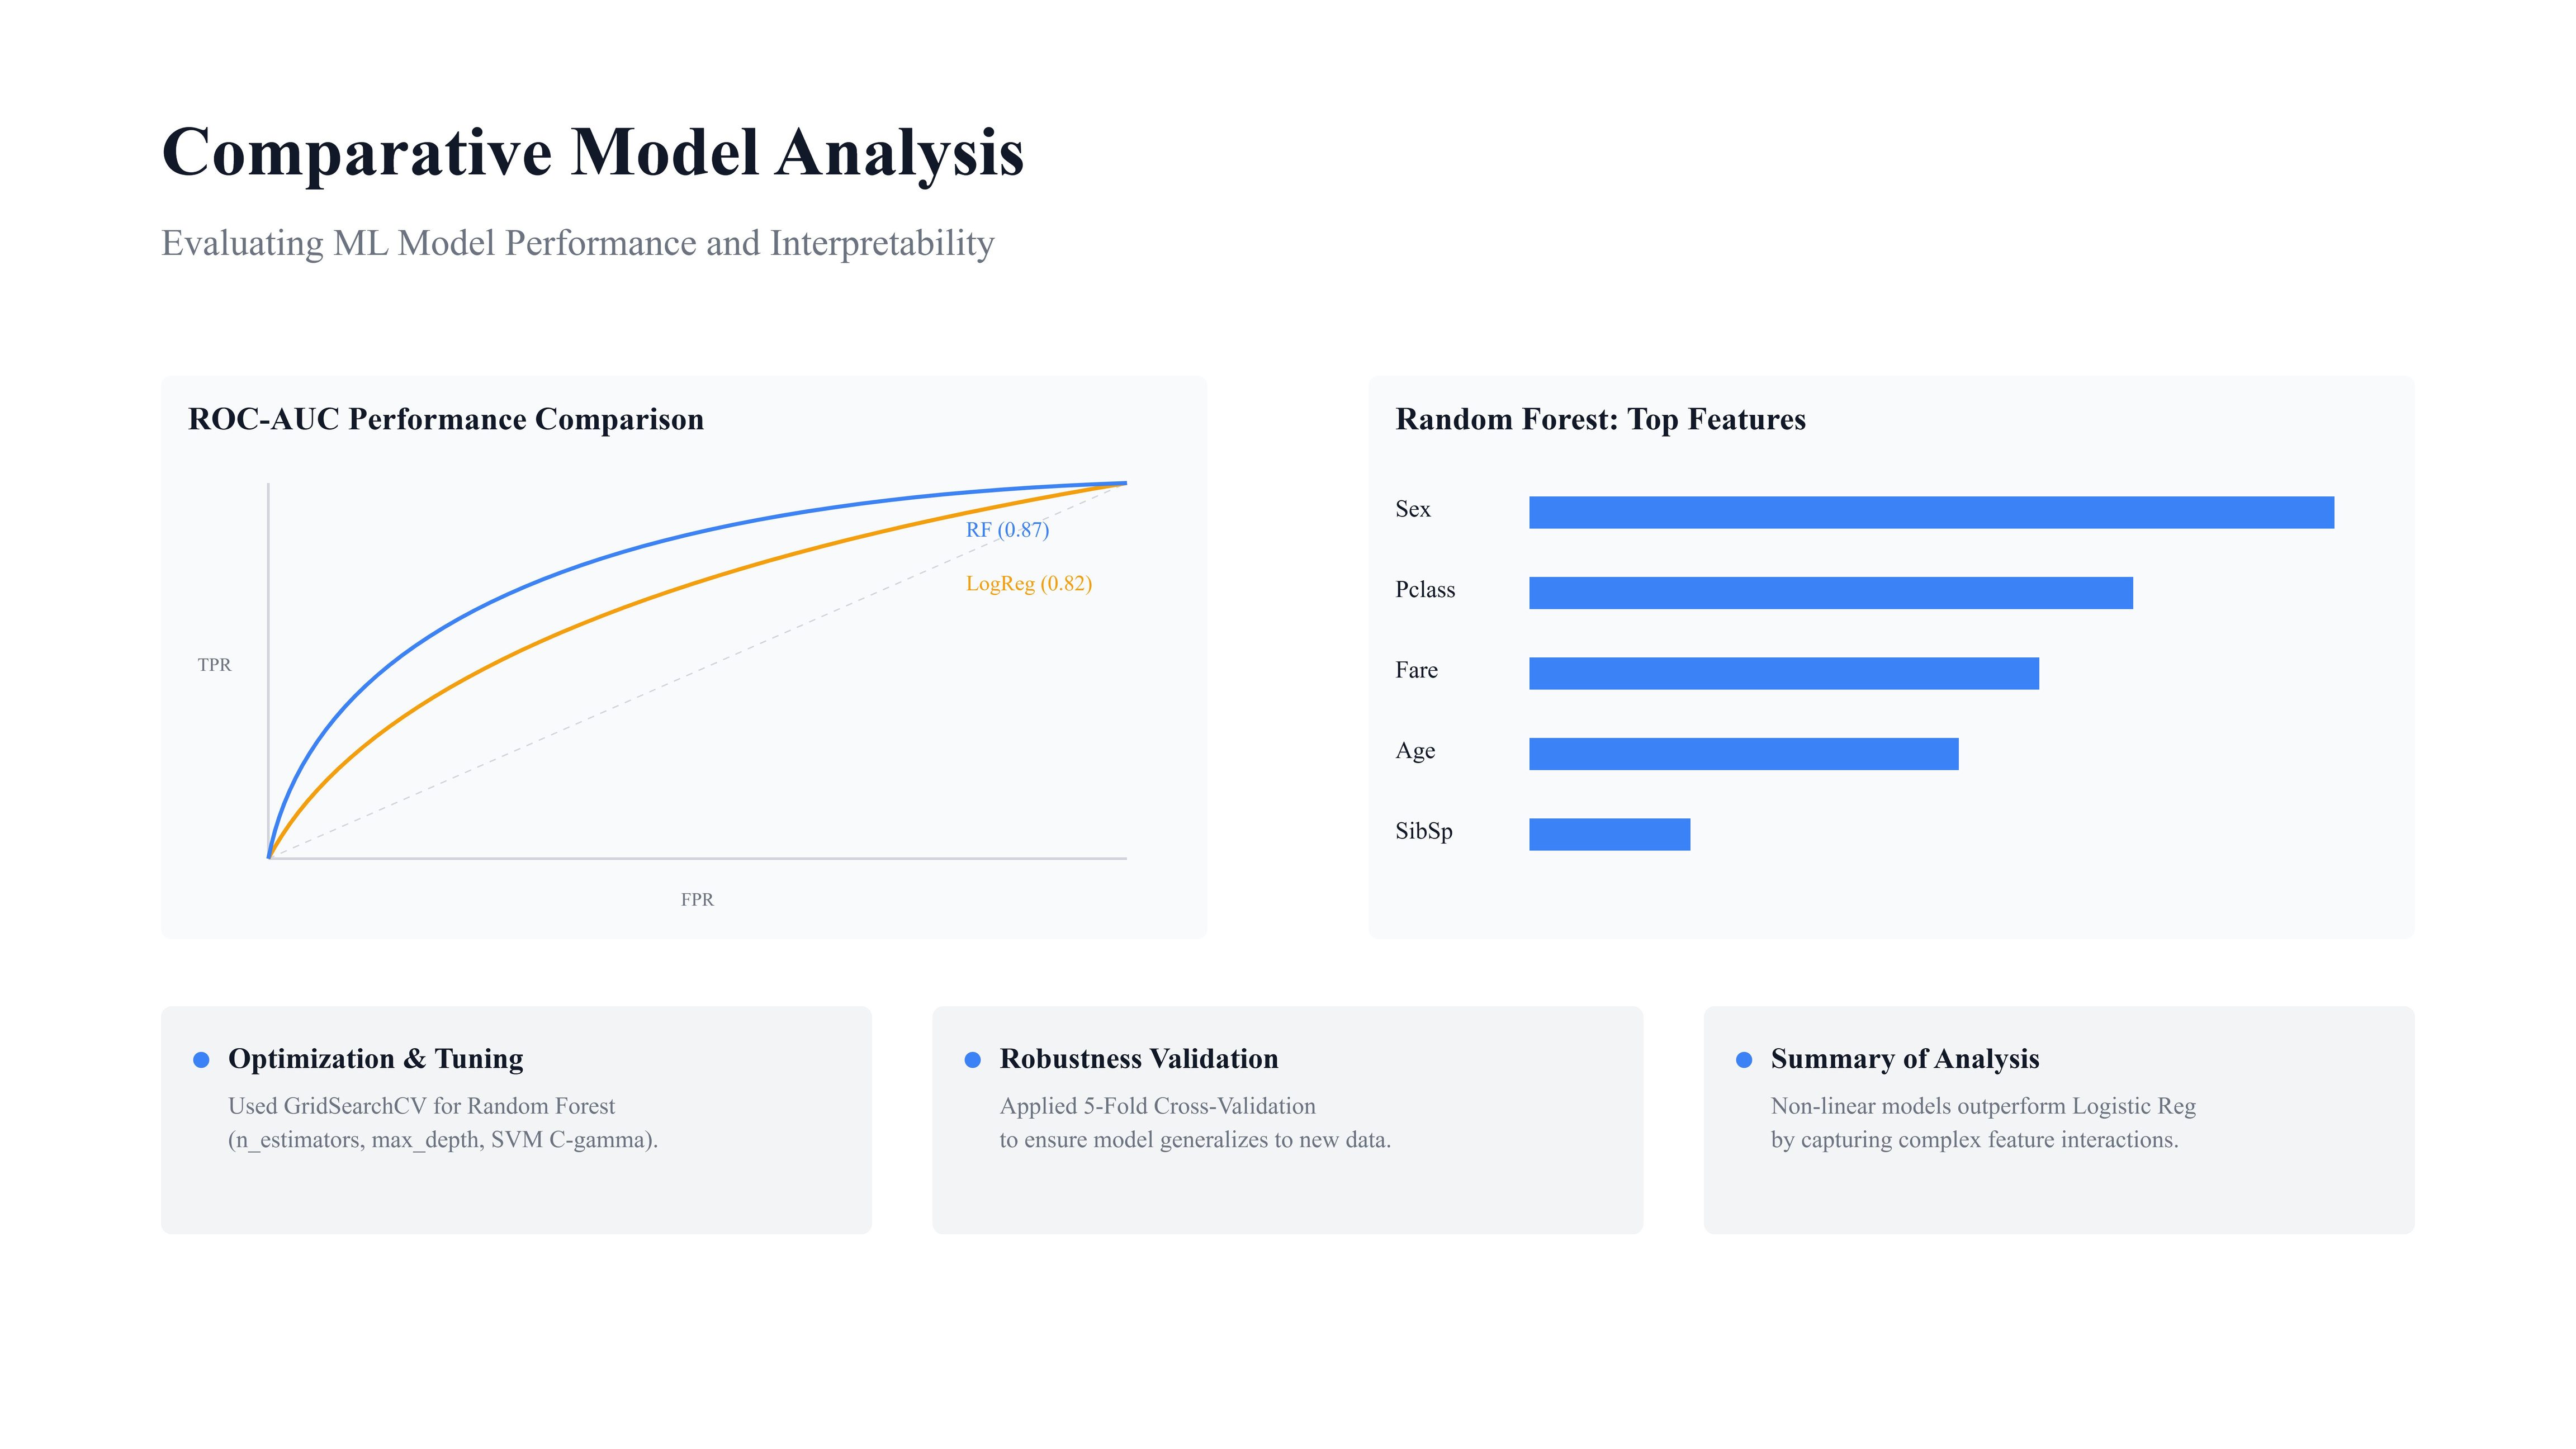 Comparative Model Analysis
Evaluating ML Model Performance and Interpretability
ROC-AUC Performance Comparison
RF (0.87)
LogReg (0.82)
TPR
FPR
Random Forest: Top Features
Sex
Pclass
Fare
Age
SibSp
Optimization & Tuning
Used GridSearchCV for Random Forest
(n_estimators, max_depth, SVM C-gamma).
Robustness Validation
Applied 5-Fold Cross-Validation
to ensure model generalizes to new data.
Summary of Analysis
Non-linear models outperform Logistic Reg
by capturing complex feature interactions.